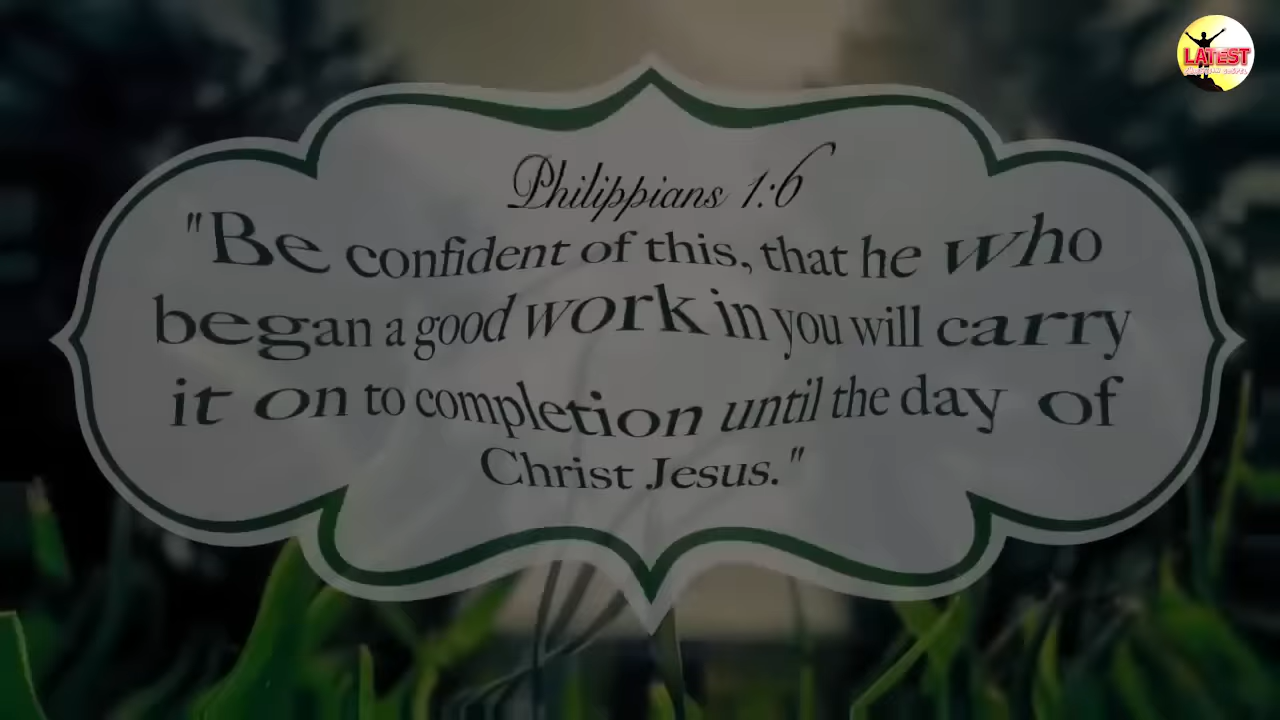 LATEST
Philippians 1:6
"Be confident of this, that he who
began a good work in you will carry
it on to completion until the day of
Christ Jesus."